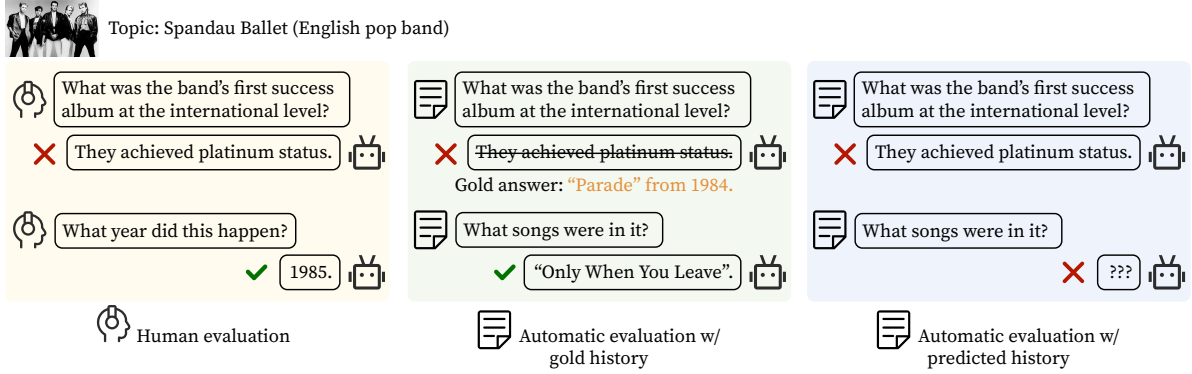 Topic: Spandau Ballet (English pop band)
What was the band’s first success
album at the international level?
They achieved platinum status.
What year did this happen?
1985.
Human evaluation
What was the band’s first success
album at the international level?
They achieved platinum status.
Gold answer: “Parade” from 1984.
What songs were in it?
“Only When You Leave”.
Automatic evaluation w/
gold history
What was the band’s first success
album at the international level?
They achieved platinum status.
What songs were in it?
???
Automatic evaluation w/
predicted history